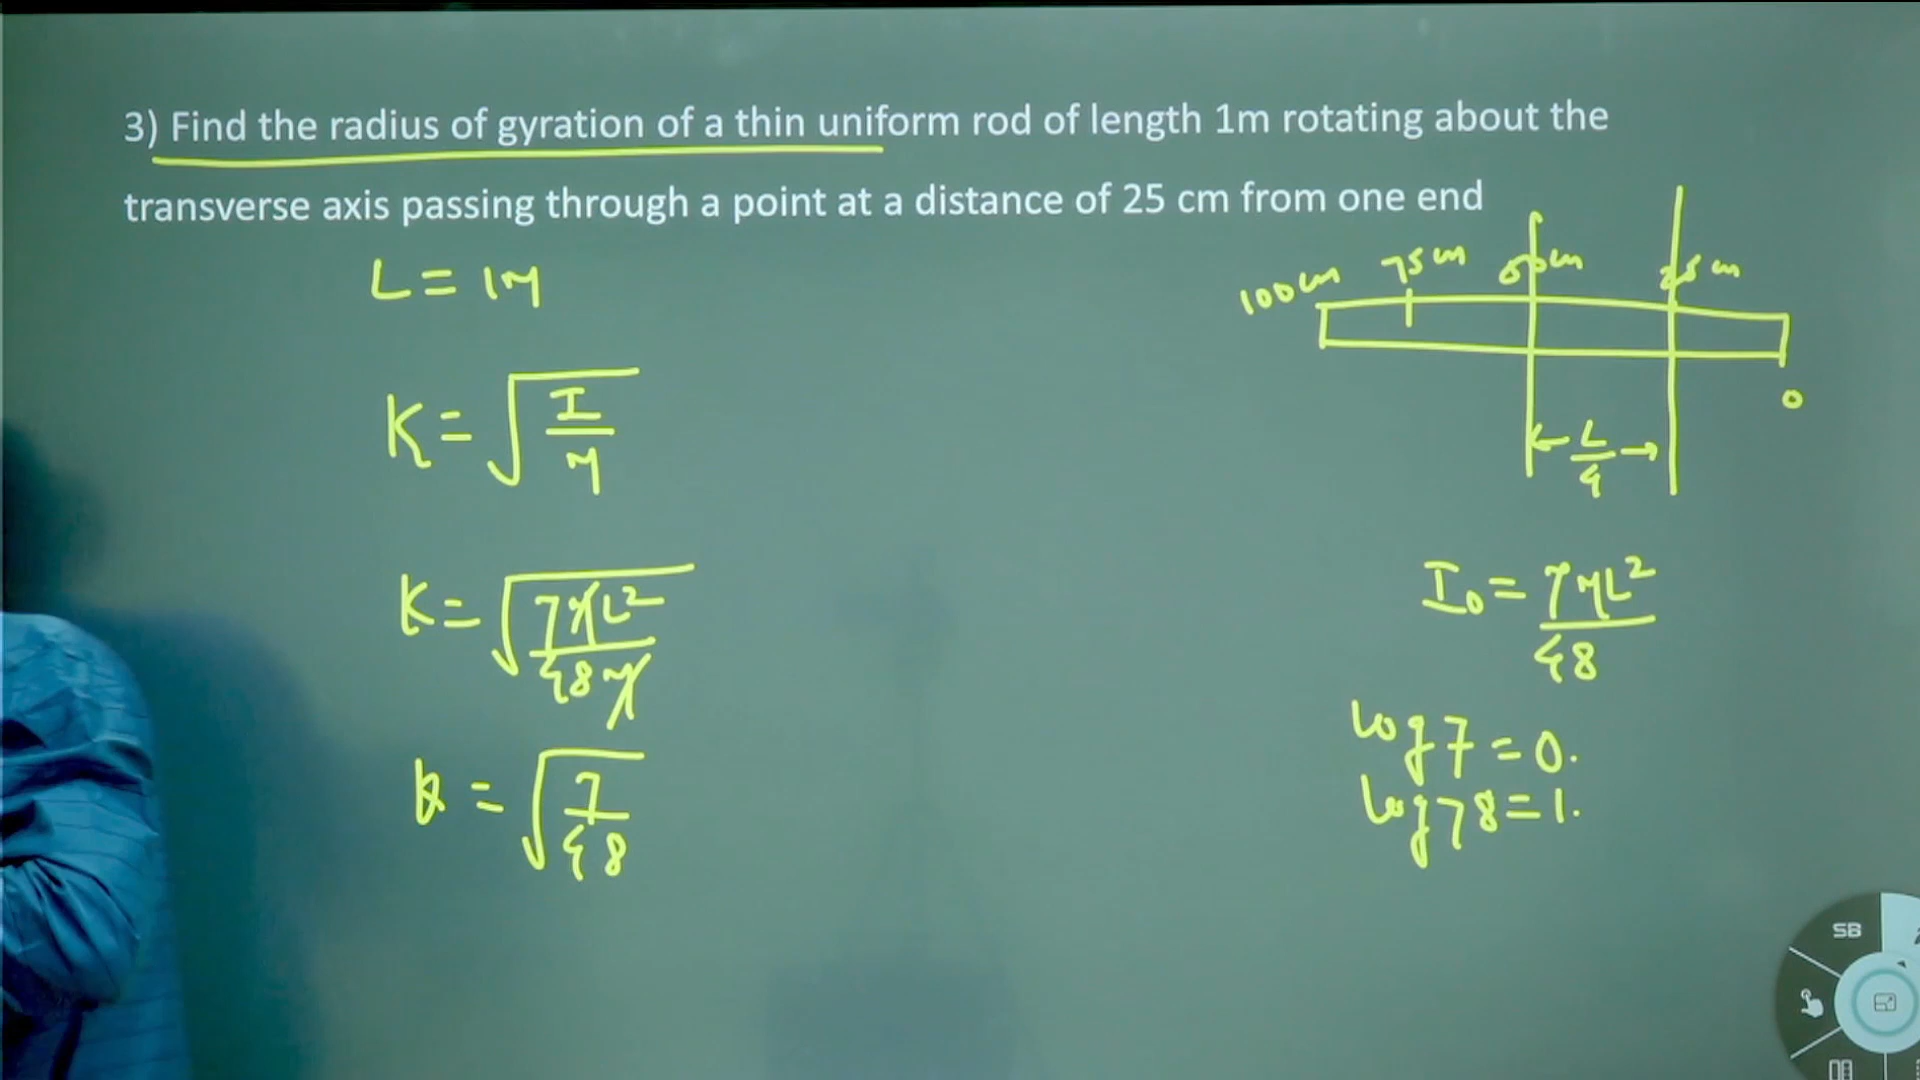 3) Find the radius of gyration of a thin uniform rod of length 1m rotating about the
transverse axis passing through a point at a distance of 25 cm from one end
L = 1M
100cm 75cm 50cm 25cm
0
L/4
K = √(I/M)
K = √(7ML²/48M)
I₀ = 7ML²/48
log 7 = 0.
log 78 = 1.
k = √(7/48)
SB